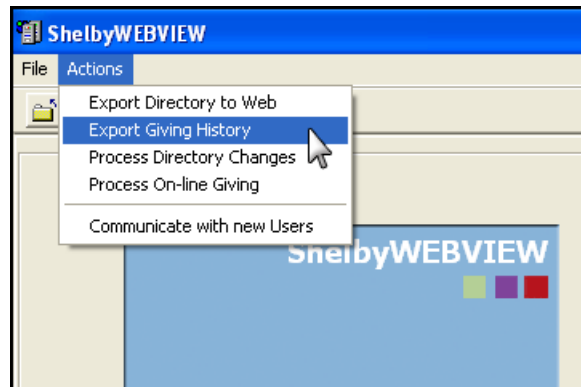 ShelbyWEBVIEW
File Actions
Export Directory to Web
Export Giving History
Process Directory Changes
Process On-line Giving
Communicate with new Users
ShelbyWEBVIEW